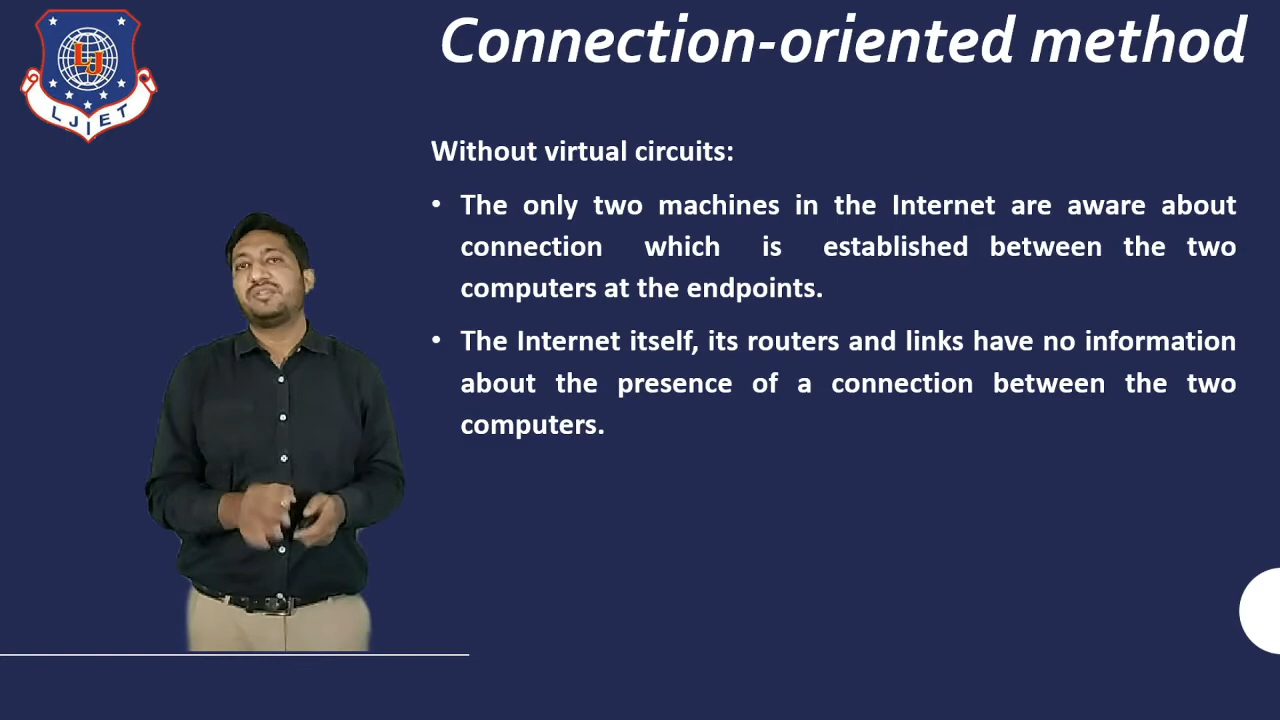 Connection-oriented method
LJ
LJIET
Without virtual circuits:
• The only two machines in the Internet are aware about
connection which is established between the two
computers at the endpoints.
• The Internet itself, its routers and links have no information
about the presence of a connection between the two
computers.